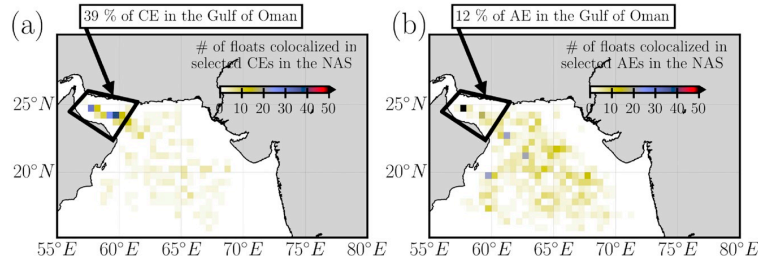 39 % of CE in the Gulf of Oman
(a)
# of floats colocalized in
selected CEs in the NAS
0 10 20 30 40 50
25°N
20°N
55°E 60°E 65°E 70°E 75°E 80°E
12 % of AE in the Gulf of Oman
(b)
# of floats colocalized in
selected AEs in the NAS
0 10 20 30 40 50
25°N
20°N
55°E 60°E 65°E 70°E 75°E 80°E